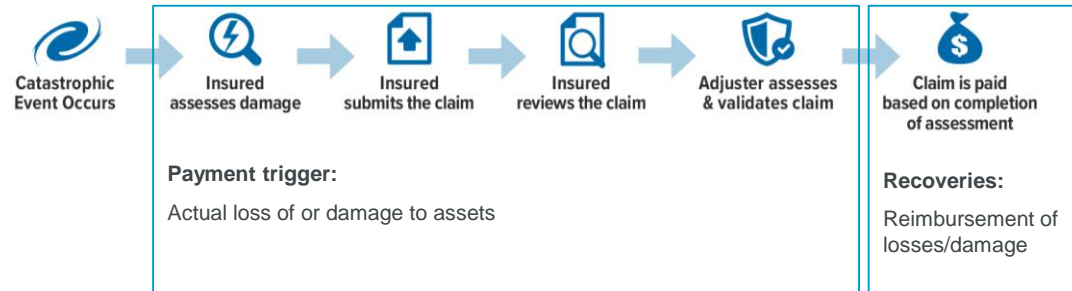 Catastrophic
Event Occurs
Insured
assesses damage
Insured
submits the claim
Insured
reviews the claim
Adjuster assesses
& validates claim
$
Claim is paid
based on completion
of assessment
Payment trigger:
Actual loss of or damage to assets
Recoveries:
Reimbursement of
losses/damage